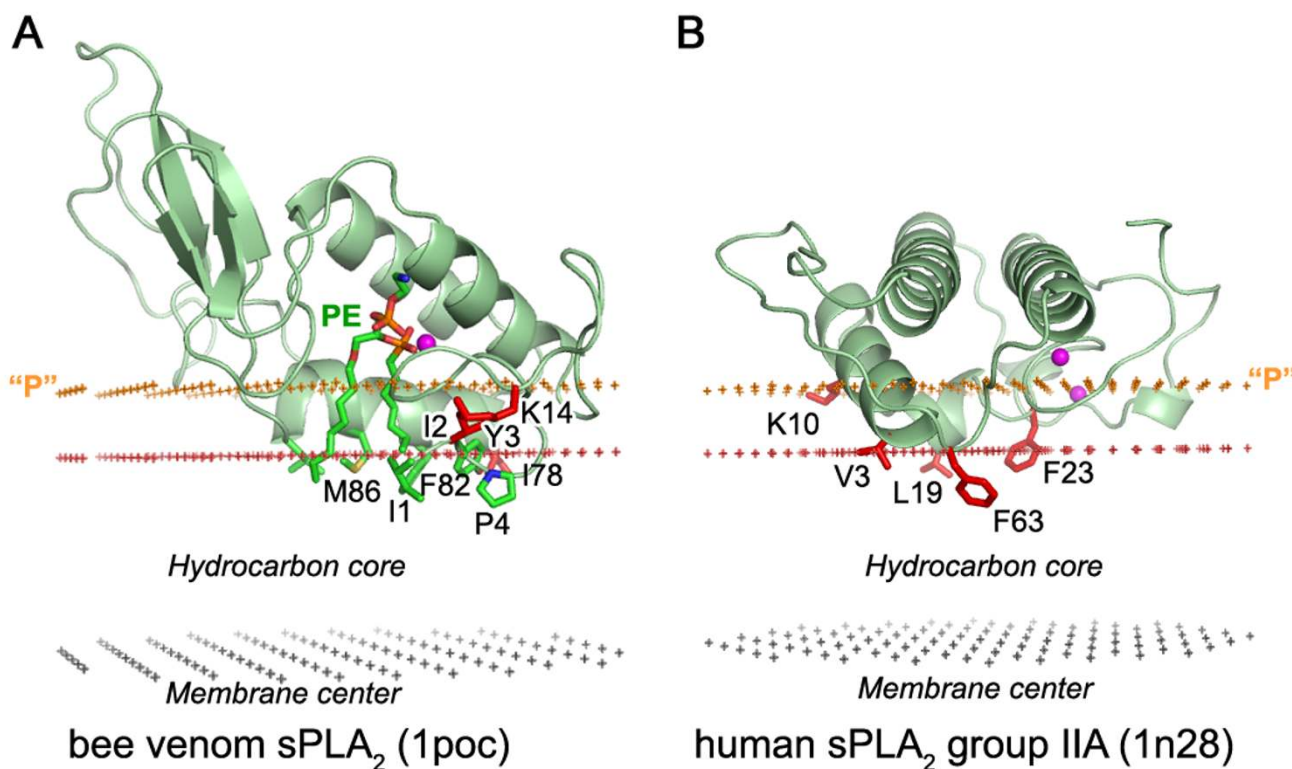 A
B
PE
“P”
“P”
K14
I2
Y3
K10
I78
M86
F82
I1
P4
V3
L19
F23
F63
Hydrocarbon core
Hydrocarbon core
Membrane center
Membrane center
bee venom sPLA2 (1poc)
human sPLA2 group IIA (1n28)